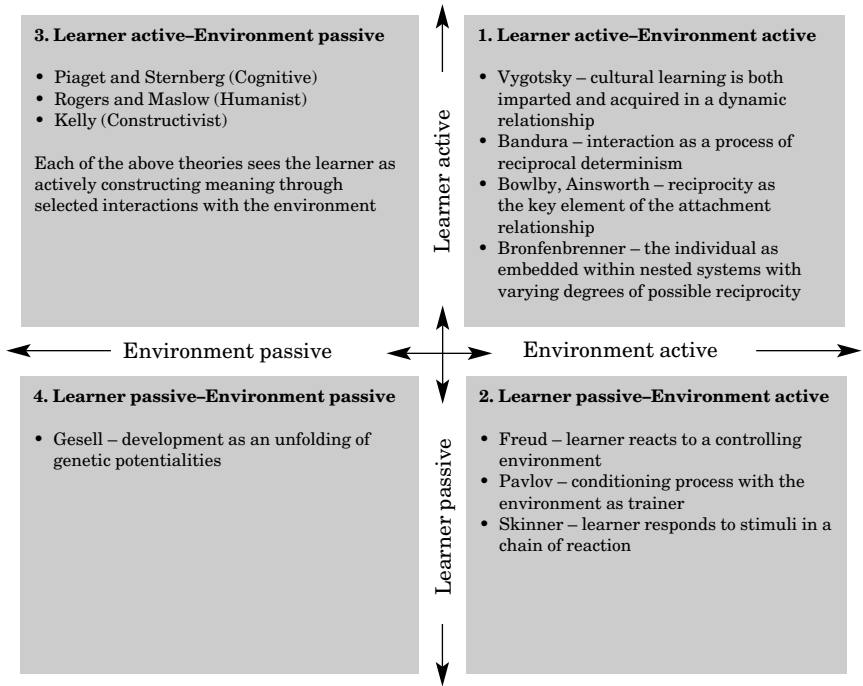 3. Learner active–Environment passive
• Piaget and Sternberg (Cognitive)
• Rogers and Maslow (Humanist)
• Kelly (Constructivist)
Each of the above theories sees the learner as
actively constructing meaning through
selected interactions with the environment
Learner active
1. Learner active–Environment active
• Vygotsky – cultural learning is both
imparted and acquired in a dynamic
relationship
• Bandura – interaction as a process of
reciprocal determinism
• Bowlby, Ainsworth – reciprocity as
the key element of the attachment
relationship
• Bronfenbrenner – the individual as
embedded within nested systems with
varying degrees of possible reciprocity
Environment passive
Environment active
4. Learner passive–Environment passive
• Gesell – development as an unfolding of
genetic potentialities
Learner passive
2. Learner passive–Environment active
• Freud – learner reacts to a controlling
environment
• Pavlov – conditioning process with the
environment as trainer
• Skinner – learner responds to stimuli in a
chain of reaction